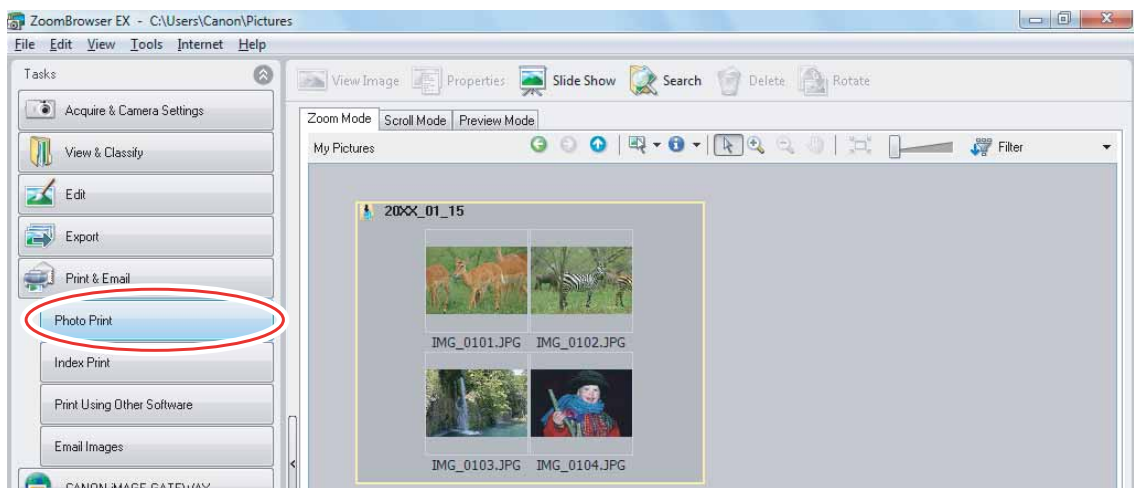 ZoomBrowser EX - C:\Users\Canon\Pictures
File Edit View Tools Internet Help
Tasks
Acquire & Camera Settings
View & Classify
Edit
Export
Print & Email
Photo Print
Index Print
Print Using Other Software
Email Images
CANON iMAGE GATEWAY
View Image Properties Slide Show Search Delete Rotate
Zoom Mode Scroll Mode Preview Mode
My Pictures Filter
20XX_01_15
IMG_0101.JPG IMG_0102.JPG
IMG_0103.JPG IMG_0104.JPG